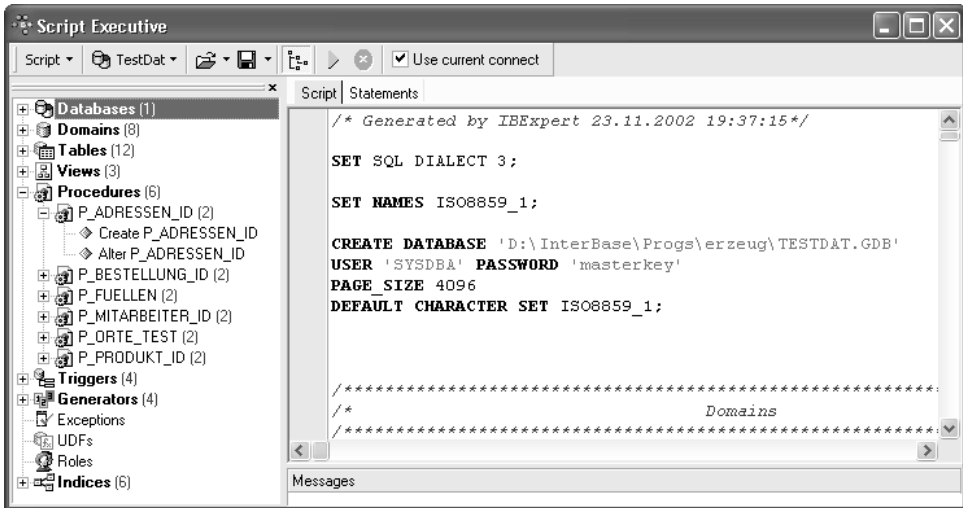 Script Executive
Script TestDat Use current connect
Databases (1)
Domains (8)
Tables (12)
Views (3)
Procedures (6)
P_ADRESSEN_ID (2)
Create P_ADRESSEN_ID
Alter P_ADRESSEN_ID
P_BESTELLUNG_ID (2)
P_FUELLEN (2)
P_MITARBEITER_ID (2)
P_ORTE_TEST (2)
P_PRODUKT_ID (2)
Triggers (4)
Generators (4)
Exceptions
UDFs
Roles
Indices (6)
Script Statements
/* Generated by IBExpert 23.11.2002 19:37:15*/
SET SQL DIALECT 3;
SET NAMES ISO8859_1;
CREATE DATABASE 'D:\InterBase\Progs\erzeug\TESTDAT.GDB'
USER 'SYSDBA' PASSWORD 'masterkey'
PAGE_SIZE 4096
DEFAULT CHARACTER SET ISO8859_1;
/**********************************************************
/* Domains
/**********************************************************
Messages